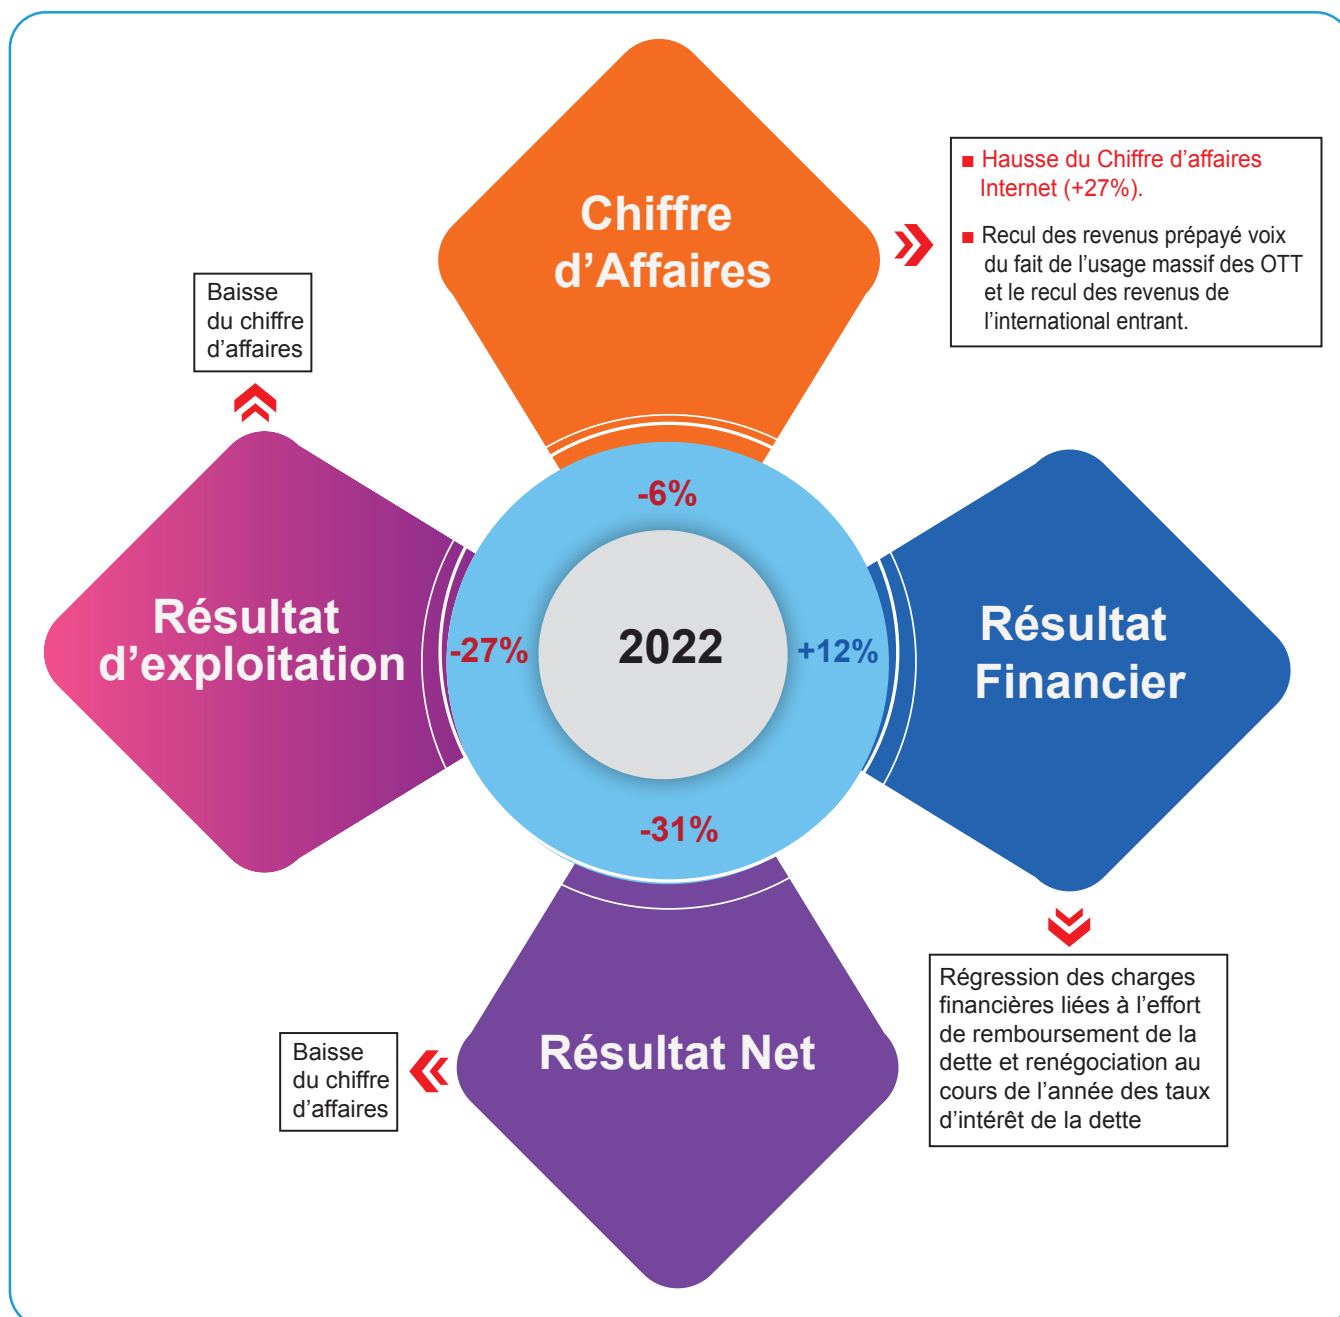 Chiffre
d’Affaires
■ Hausse du Chiffre d’affaires
Internet (+27%).
■ Recul des revenus prépayé voix
du fait de l’usage massif des OTT
et le recul des revenus de
l’international entrant.
Baisse
du chiffre
d’affaires
-6%
Résultat
d’exploitation
-27%
2022
+12%
Résultat
Financier
-31%
Régression des charges
financières liées à l’effort
de remboursement de la
dette et renégociation au
cours de l’année des taux
d’intérêt de la dette
Résultat Net
Baisse
du chiffre
d’affaires